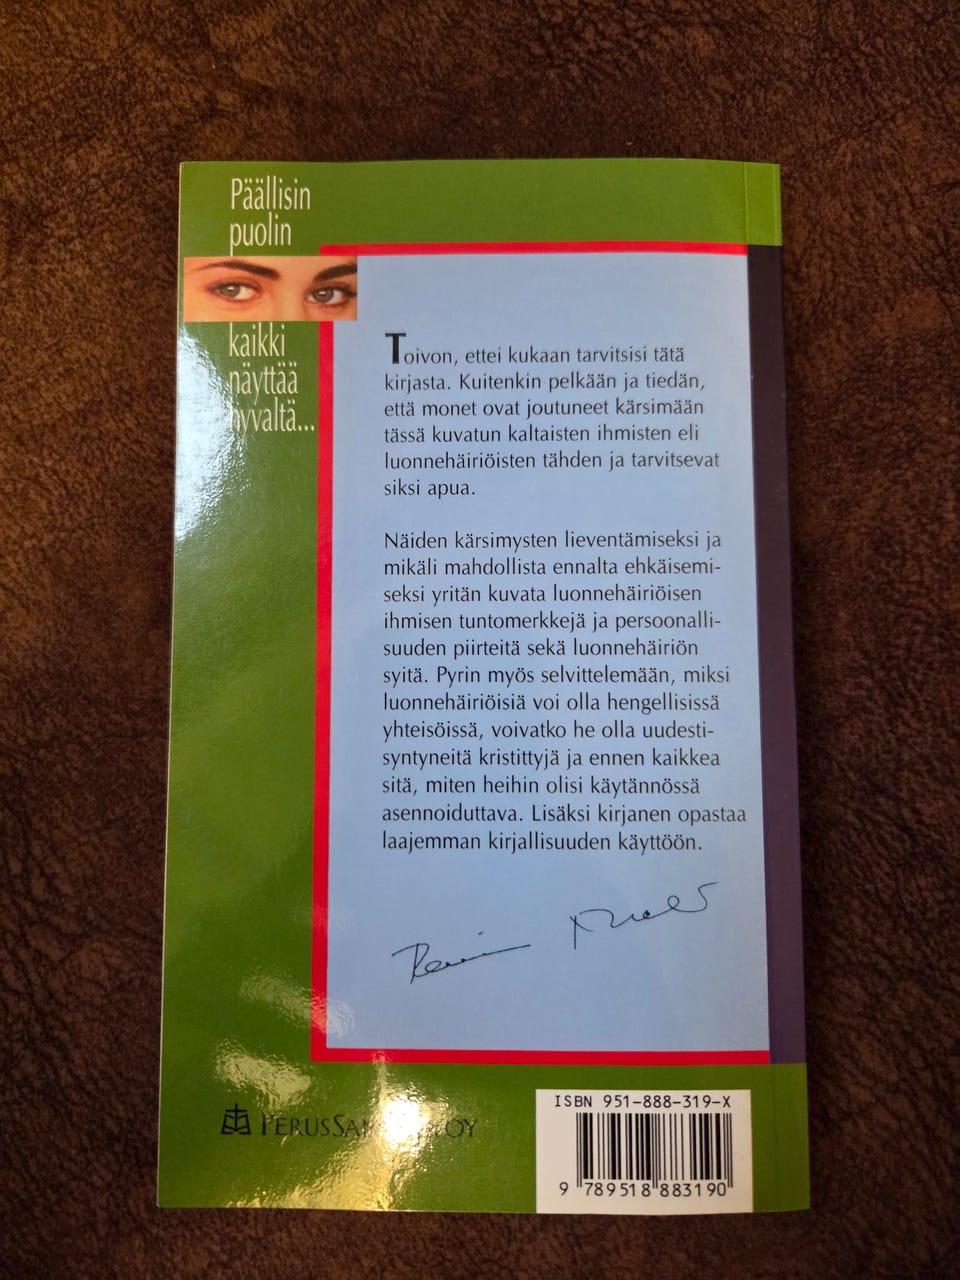 Päällisin
puolin
kaikki
näyttää
hyvältä...
Toivon, ettei kukaan tarvitsisi tätä
kirjasta. Kuitenkin pelkään ja tiedän,
että monet ovat joutuneet kärsimään
tässä kuvatun kaltaisten ihmisten eli
luonnehäiriöisten tähden ja tarvitsevat
siksi apua.
Näiden kärsimysten lieventämiseksi ja
mikäli mahdollista ennalta ehkäisemi-
seksi yritän kuvata luonnehäiriöisen
ihmisen tuntomerkkejä ja persoonalli-
suuden piirteitä sekä luonnehäiriön
syitä. Pyrin myös selvittelemään, miksi
luonnehäiriöisiä voi olla hengellisissä
yhteisöissä, voivatko he olla uudesti-
syntyneitä kristittyjä ja ennen kaikkea
sitä, miten heihin olisi käytännössä
asennoiduttava. Lisäksi kirjanen opastaa
laajemman kirjallisuuden käyttöön.
OY
ISBN 951-888-319-X
9 789518 883190